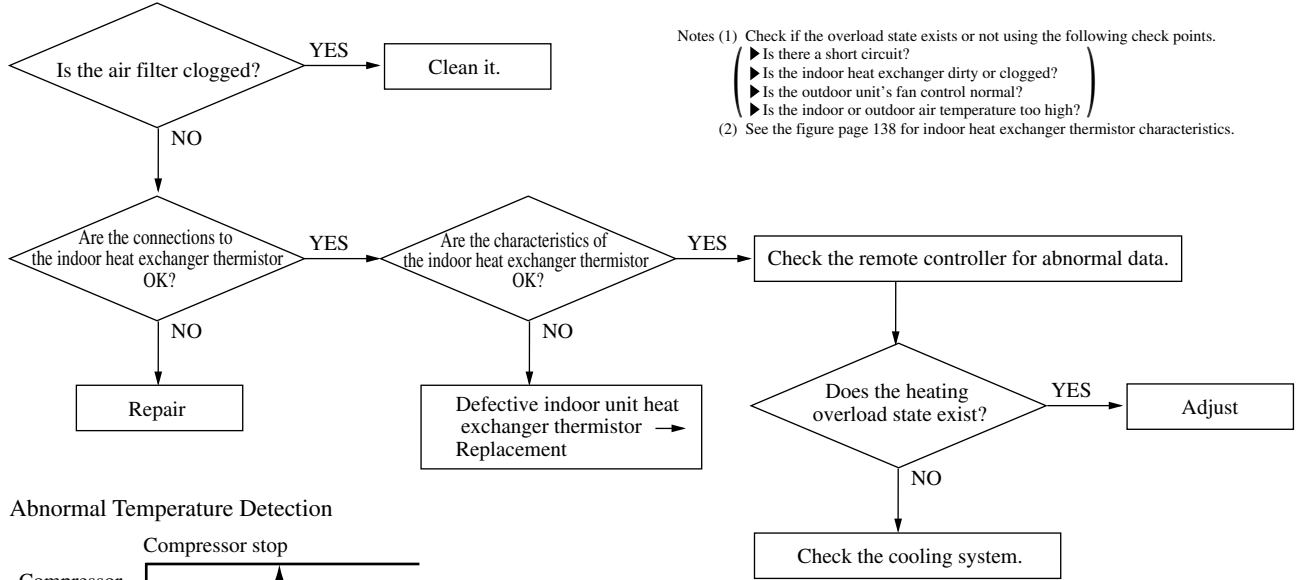 Is the air filter clogged?
YES
Clean it.
NO
Notes (1) Check if the overload state exists or not using the following check points.
▶Is there a short circuit?
▶Is the indoor heat exchanger dirty or clogged?
▶Is the outdoor unit's fan control normal?
▶Is the indoor or outdoor air temperature too high?
(2) See the figure page 138 for indoor heat exchanger thermistor characteristics.
Are the connections to
the indoor heat exchanger thermistor
OK?
YES
NO
Repair
Are the characteristics of
the indoor heat exchanger thermistor
OK?
YES
NO
Defective indoor unit heat
exchanger thermistor →
Replacement
Check the remote controller for abnormal data.
Does the heating
overload state exist?
YES
Adjust
NO
Check the cooling system.
Abnormal Temperature Detection
Compressor stop
Compressor